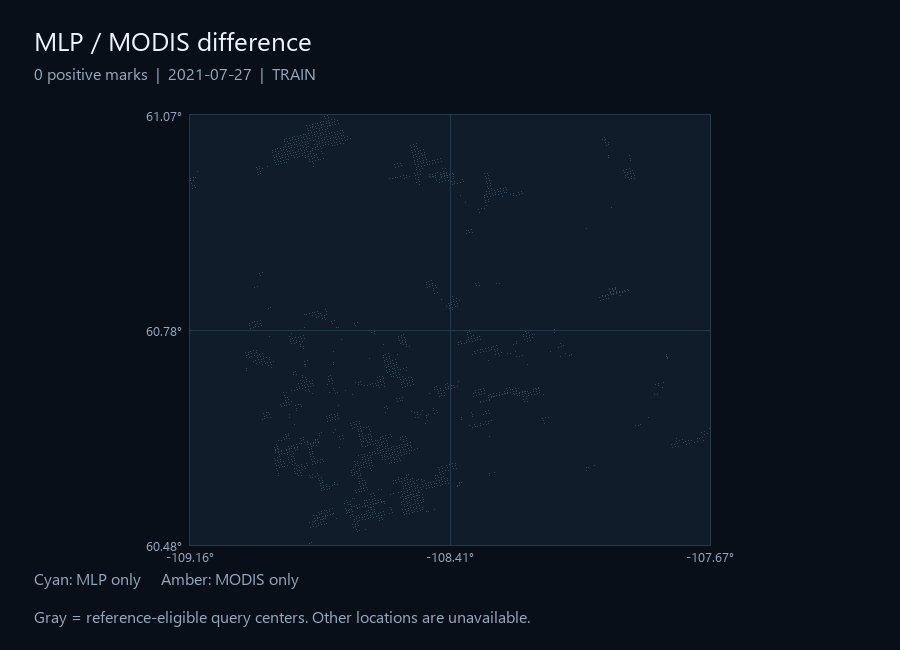 MLP / MODIS difference
0 positive marks | 2021-07-27 | TRAIN
61.07°
60.78°
60.48°
-109.16° -108.41° -107.67°
Cyan: MLP only Amber: MODIS only
Gray = reference-eligible query centers. Other locations are unavailable.